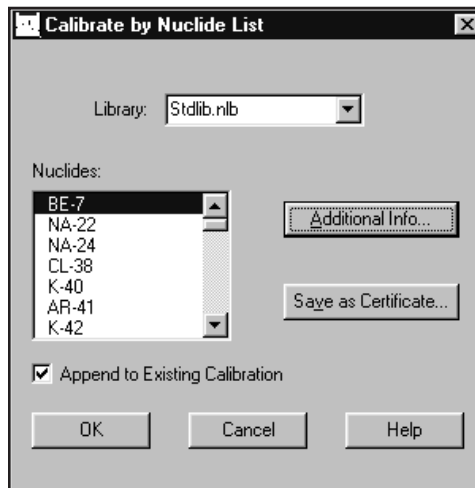 Calibrate by Nuclide List
Library: Stdlib.nlb
Nuclides:
BE-7
NA-22
NA-24
CL-38
K-40
AR-41
K-42
Additional Info...
Save as Certificate...
Append to Existing Calibration
OK Cancel Help